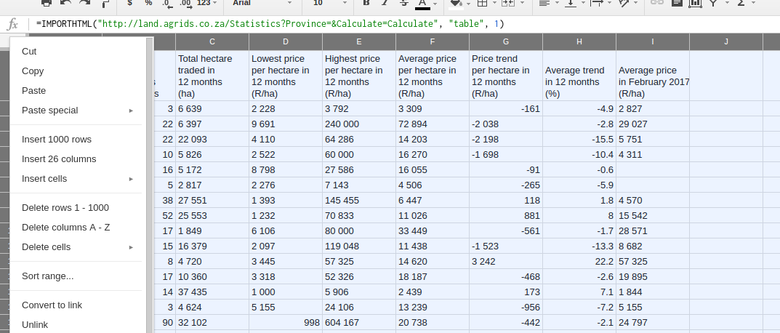 $ % .0 .00 123 Arial 10 B I A
fx =IMPORTHTML("http://land.agrids.co.za/Statistics?Province=&Calculate=Calculate", "table", 1)
C D E F G H I J K
Cut
Copy
Paste
Paste special
Insert 1000 rows
Insert 26 columns
Insert cells
Delete rows 1 - 1000
Delete columns A - Z
Delete cells
Sort range...
Convert to link
Unlink
Total hectare traded in 12 months (ha) Lowest price per hectare in 12 months (R/ha) Highest price per hectare in 12 months (R/ha) Average price per hectare in 12 months (R/ha) Price trend per hectare in 12 months (R/ha) Average trend in 12 months (%) Average price in February 2017 (R/ha)
3 6 639 2 228 3 792 3 309 -161 -4.9 2 827
22 6 397 9 691 240 000 72 894 -2 038 -2.8 29 027
22 22 093 4 110 64 286 14 203 -2 198 -15.5 5 751
10 5 826 2 522 60 000 16 270 -1 698 -10.4 4 311
16 5 172 8 798 27 586 16 055 -91 -0.6
5 2 817 2 276 7 143 4 506 -265 -5.9
38 27 551 1 393 145 455 6 447 118 1.8 4 570
52 25 553 1 232 70 833 11 026 881 8 15 542
17 1 849 6 106 80 000 33 449 -561 -1.7 28 571
15 16 379 2 097 119 048 11 438 -1 523 -13.3 8 682
8 4 720 3 445 57 325 14 620 3 242 22.2 57 325
17 10 360 3 318 52 326 18 187 -468 -2.6 19 895
14 37 435 1 000 5 906 2 439 173 7.1 1 844
3 4 624 5 155 24 106 13 239 -956 -7.2 5 155
90 32 102 998 604 167 20 738 -442 -2.1 24 797